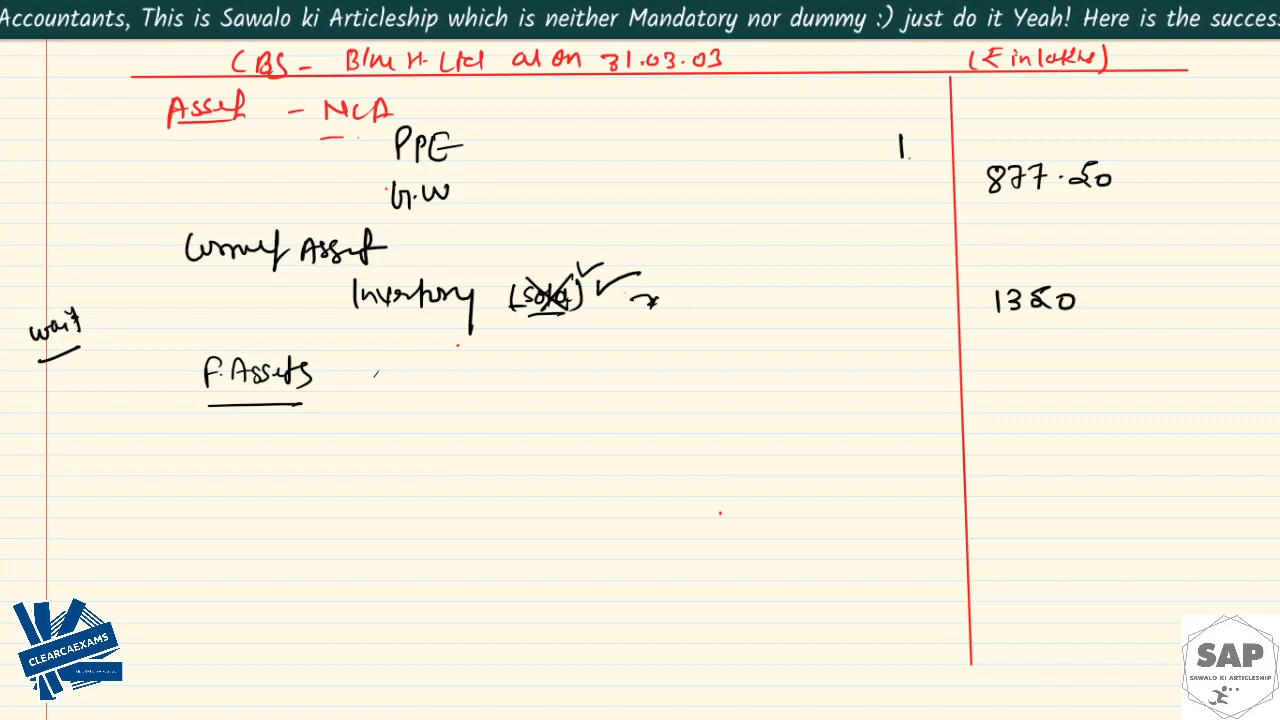 Accountants, This is Sawalo ki Articleship which is neither Mandatory nor dummy :) just do it Yeah! Here is the success
CBS - Blue H. Ltd as on 31.03.03 (₹ in lakhs)
Asset - NCA
PPE 1.
877.50
G.W
Current Asset
Inventory 1350
wait
F. Assets
CLEARCAEXAMS
SAP
SAWALO KI ARTICLESHIP